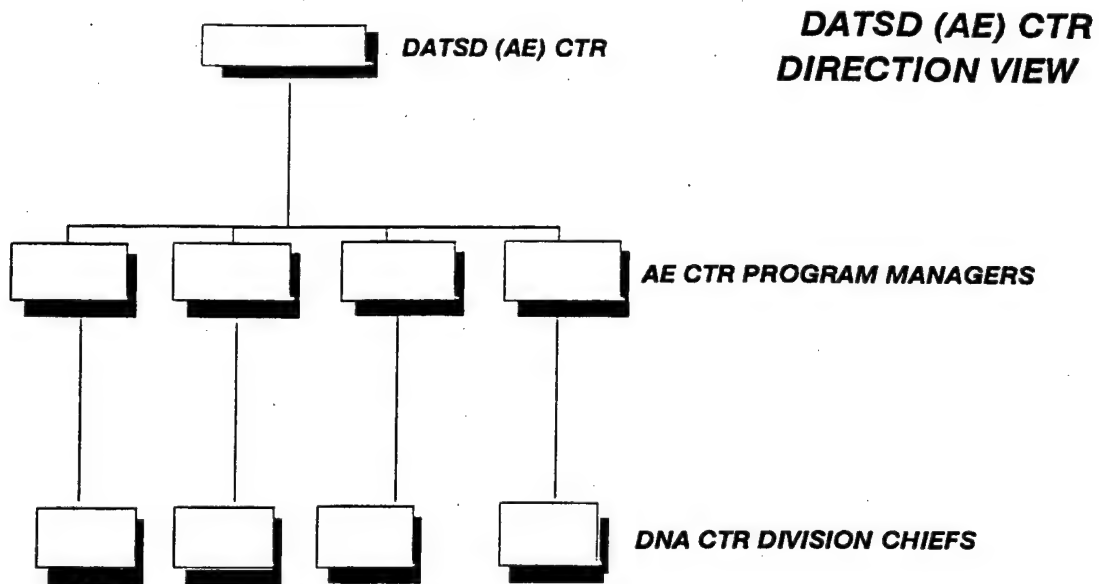 DATSD (AE) CTR
DIRECTION VIEW
DATSD (AE) CTR
AE CTR PROGRAM MANAGERS
DNA CTR DIVISION CHIEFS